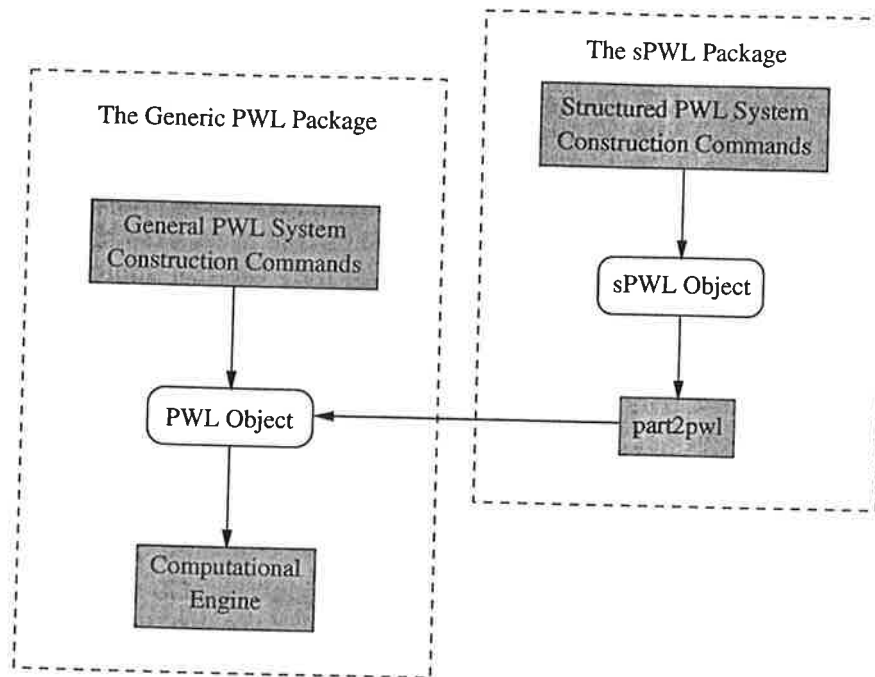 The Generic PWL Package
General PWL System
Construction Commands
PWL Object
Computational
Engine
The sPWL Package
Structured PWL System
Construction Commands
sPWL Object
part2pwl